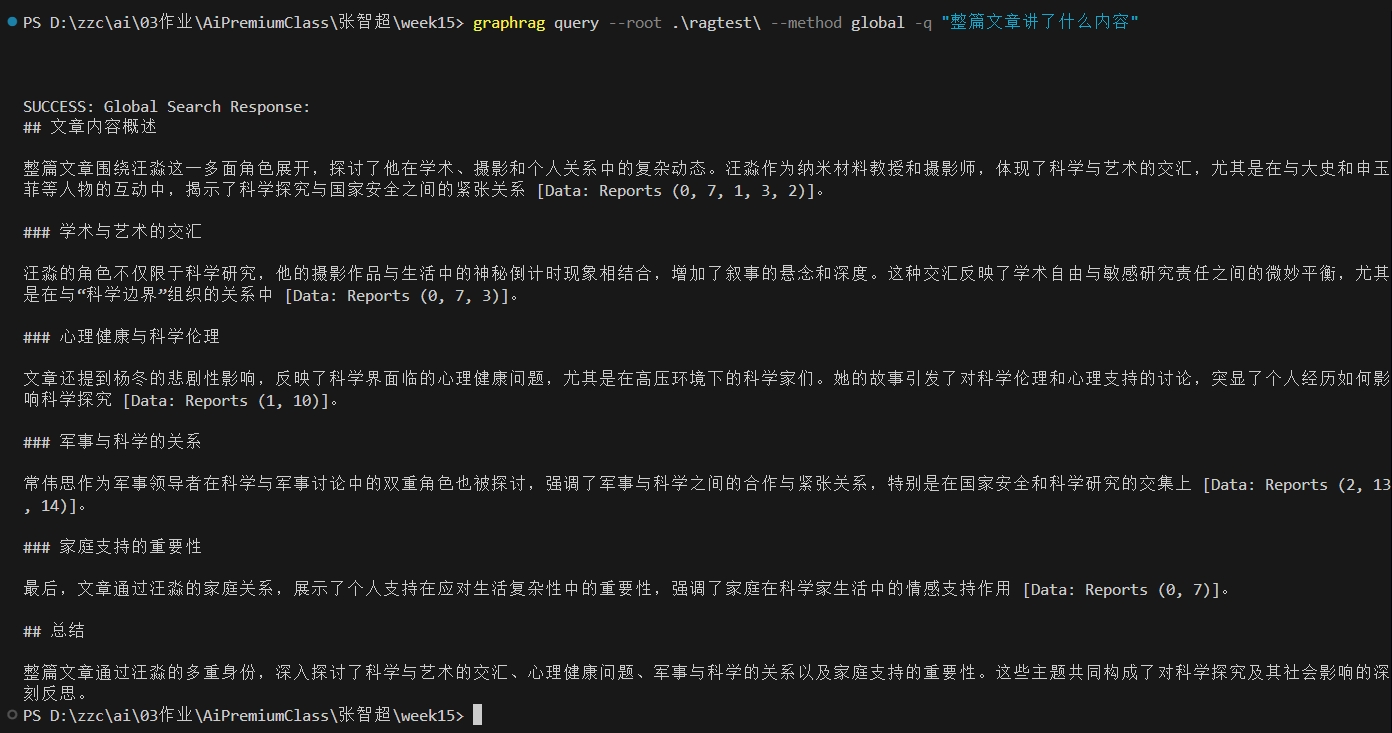 PS D:\zzc\ai\03作业\AiPremiumClass\张智超\week15> graphrag query --root .\ragtest\ --method global -q "整篇文章讲了什么内容"
SUCCESS: Global Search Response:
## 文章内容概述
整篇文章围绕汪淼这一多面角色展开，探讨了他在学术、摄影和个人关系中的复杂动态。汪淼作为纳米材料教授和摄影师，体现了科学与艺术的交汇，尤其是在与大史和申玉
菲等人物的互动中，揭示了科学探究与国家安全之间的紧张关系 [Data: Reports (0, 7, 1, 3, 2)]。
### 学术与艺术的交汇
汪淼的角色不仅限于科学研究，他的摄影作品与生活中的神秘倒计时现象相结合，增加了叙事的悬念和深度。这种交汇反映了学术自由与敏感研究责任之间的微妙平衡，尤其
是在与“科学边界”组织的关系中 [Data: Reports (0, 7, 3)]。
### 心理健康与科学伦理
文章还提到杨冬的悲剧性影响，反映了科学界面临的心理健康问题，尤其是在高压环境下的科学家们。她的故事引发了对科学伦理和心理支持的讨论，突显了个人经历如何影
响科学探究 [Data: Reports (1, 10)]。
### 军事与科学的关系
常伟思作为军事领导者在科学与军事讨论中的双重角色也被探讨，强调了军事与科学之间的合作与紧张关系，特别是在国家安全和科学研究的交集上 [Data: Reports (2, 13
, 14)]。
### 家庭支持的重要性
最后，文章通过汪淼的家庭关系，展示了个人支持在应对生活复杂性中的重要性，强调了家庭在科学家生活中的情感支持作用 [Data: Reports (0, 7)]。
## 总结
整篇文章通过汪淼的多重身份，深入探讨了科学与艺术的交汇、心理健康问题、军事与科学的关系以及家庭支持的重要性。这些主题共同构成了对科学探究及其社会影响的深
刻反思。
PS D:\zzc\ai\03作业\AiPremiumClass\张智超\week15>